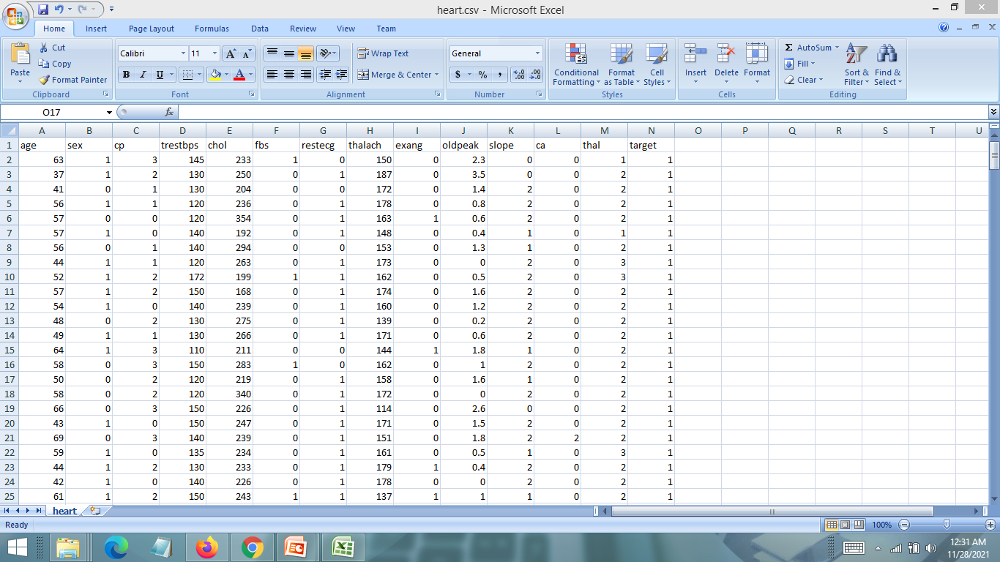 heart.csv - Microsoft Excel
Home Insert Page Layout Formulas Data Review View Team
Paste Cut Copy Format Painter Clipboard
Calibri 11 A A B I U A Font
Wrap Text Merge & Center Alignment
General $ % , .0 .00 .00 .0 Number
Conditional Formatting Format as Table Cell Styles Styles
Insert Delete Format Cells
Σ AutoSum Fill Clear Sort & Filter Find & Select Editing
O17 fx
A B C D E F G H I J K L M N O P Q R S T U
1 age sex cp trestbps chol fbs restecg thalach exang oldpeak slope ca thal target
2 63 1 3 145 233 1 0 150 0 2.3 0 0 1 1
3 37 1 2 130 250 0 1 187 0 3.5 0 0 2 1
4 41 0 1 130 204 0 0 172 0 1.4 2 0 2 1
5 56 1 1 120 236 0 1 178 0 0.8 2 0 2 1
6 57 0 0 120 354 0 1 163 1 0.6 2 0 2 1
7 57 1 0 140 192 0 1 148 0 0.4 1 0 1 1
8 56 0 1 140 294 0 0 153 0 1.3 1 0 2 1
9 44 1 1 120 263 0 1 173 0 0 2 0 3 1
10 52 1 2 172 199 1 1 162 0 0.5 2 0 3 1
11 57 1 2 150 168 0 1 174 0 1.6 2 0 2 1
12 54 1 0 140 239 0 1 160 0 1.2 2 0 2 1
13 48 0 2 130 275 0 1 139 0 0.2 2 0 2 1
14 49 1 1 130 266 0 1 171 0 0.6 2 0 2 1
15 64 1 3 110 211 0 0 144 1 1.8 1 0 2 1
16 58 0 3 150 283 1 0 162 0 1 2 0 2 1
17 50 0 2 120 219 0 1 158 0 1.6 1 0 2 1
18 58 0 2 120 340 0 1 172 0 0 2 0 2 1
19 66 0 3 150 226 0 1 114 0 2.6 0 0 2 1
20 43 1 0 150 247 0 1 171 0 1.5 2 0 2 1
21 69 0 3 140 239 0 1 151 0 1.8 2 2 2 1
22 59 1 0 135 234 0 1 161 0 0.5 1 0 3 1
23 44 1 2 130 233 0 1 179 1 0.4 2 0 2 1
24 42 1 0 140 226 0 1 178 0 0 2 0 2 1
25 61 1 2 150 243 1 1 137 1 1 1 0 2 1
heart
Ready 100%
12:31 AM
11/28/2021